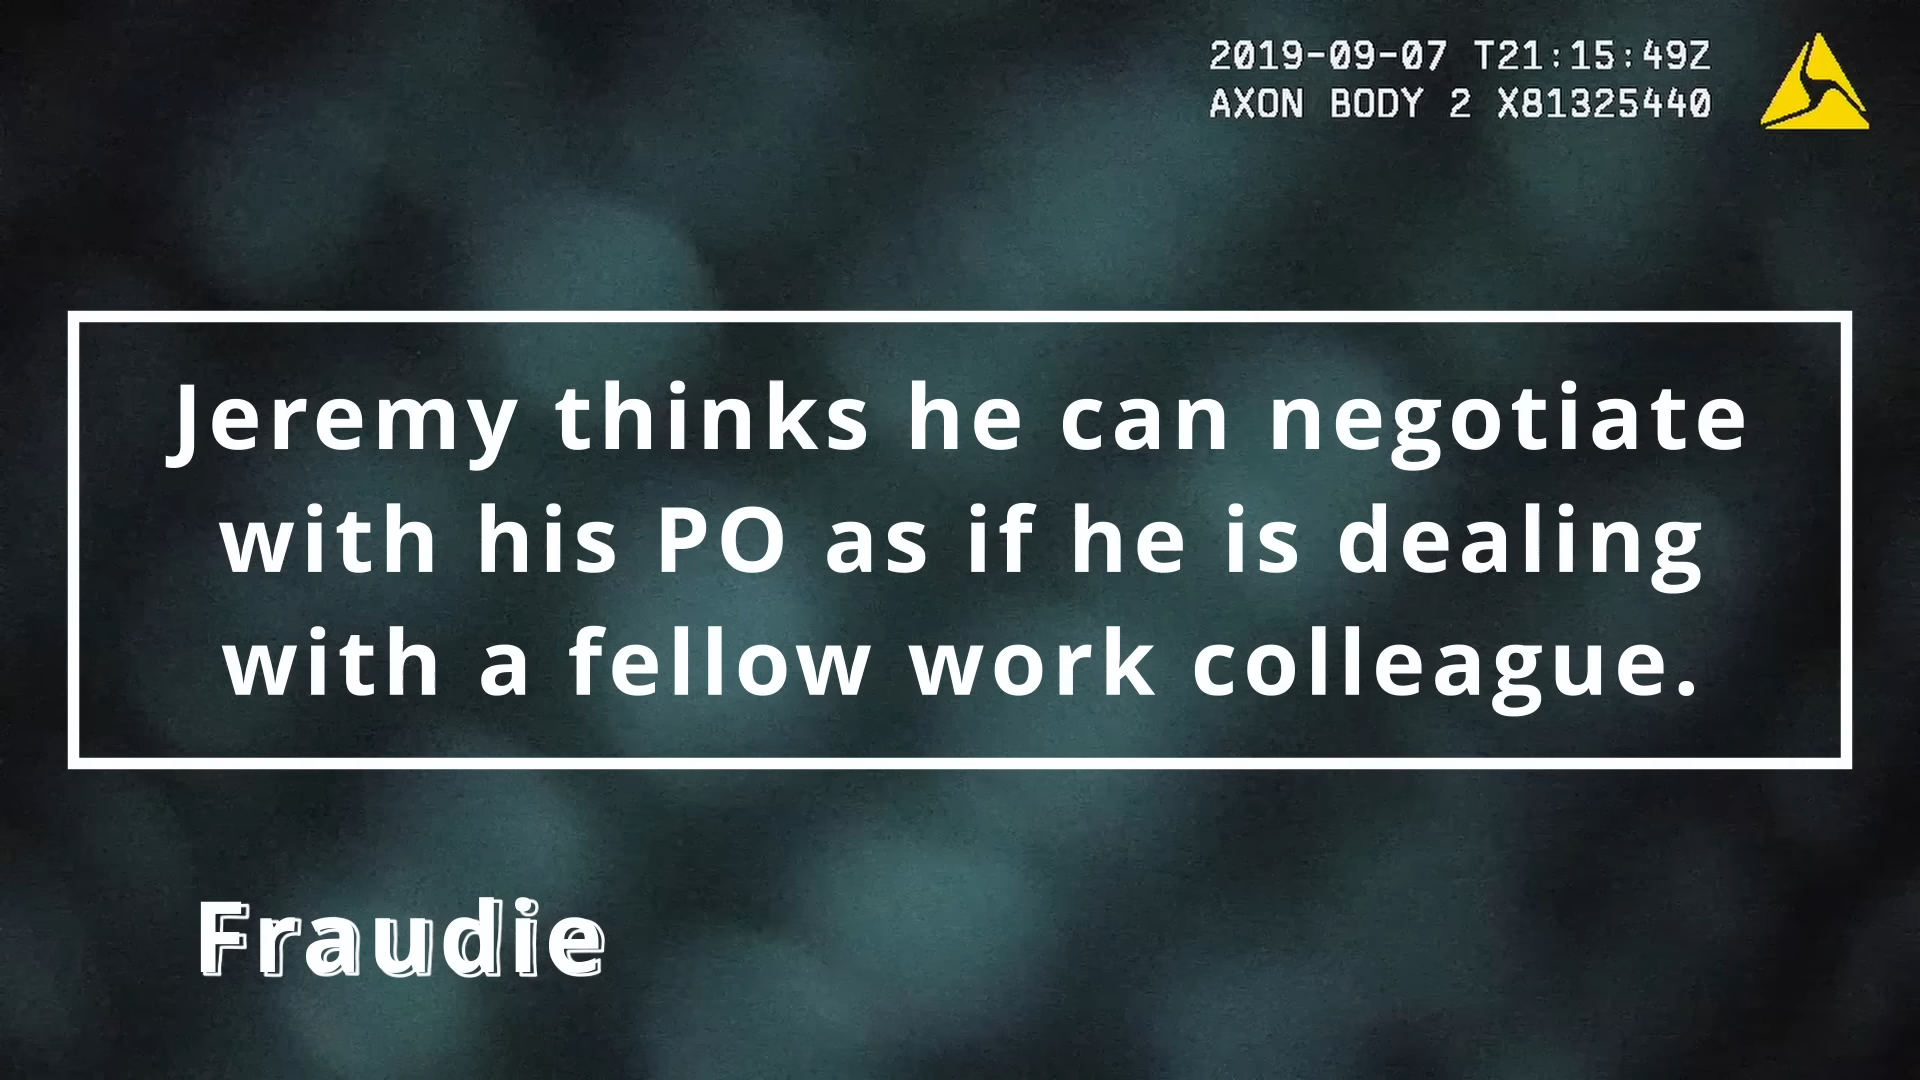 2019-09-07 T21:15:49Z
AXON BODY 2 X81325440
Jeremy thinks he can negotiate
with his PO as if he is dealing
with a fellow work colleague.
Fraudie